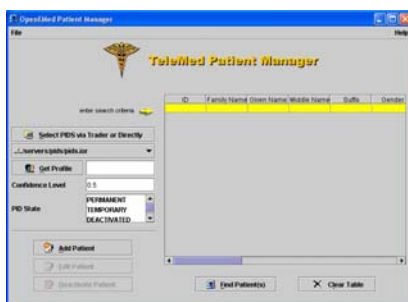 OpenEMed Patient Manager
File Help
TeleMed Patient Manager
ID Family Name Given Name Middle Name Suffix Gender
enter search criteria
Select PIDS via Trader or Directly
../../servers/pids/pids.ior
Get Profile
Confidence Level 0.5
PID State
PERMANENT
TEMPORARY
DEACTIVATED
Add Patient
Edit Patient
Deactivate Patient
Find Patient(s) Clear Table